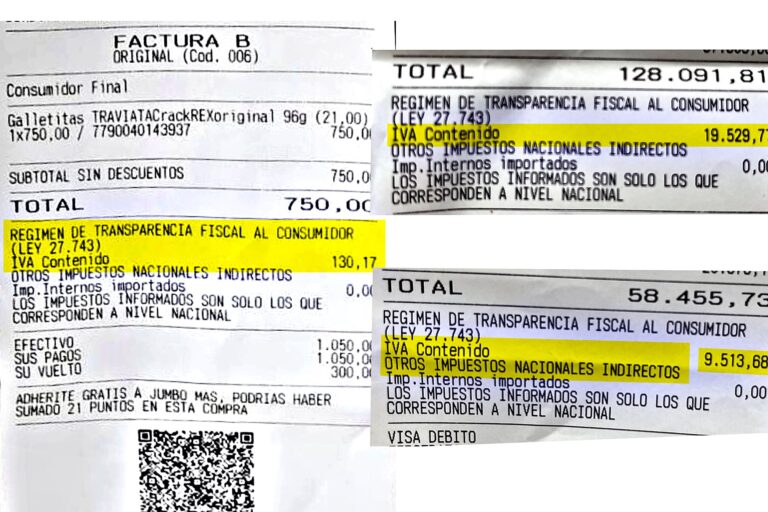 FACTURA B
ORIGINAL (Cod. 006)
Consumidor Final
Galletitas TRAVIATACrackREXoriginal 96g (21,00)
1x750,00 / 7790040143937 750,0
SUBTOTAL SIN DESCUENTOS 750,0
TOTAL 750,00
REGIMEN DE TRANSPARENCIA FISCAL AL CONSUMIDOR
(LEY 27.743)
IVA Contenido 130,17
OTROS IMPUESTOS NACIONALES INDIRECTOS
Imp.Internos importados 0,00
LOS IMPUESTOS INFORMADOS SON SOLO LOS QUE
CORRESPONDEN A NIVEL NACIONAL
EFECTIVO 1.050,00
SUS PAGOS 1.050,00
SU VUELTO 300,00
ADHERITE GRATIS A JUMBO MAS, PODRIAS HABER
SUMADO 21 PUNTOS EN ESTA COMPRA
TOTAL 128.091,81
REGIMEN DE TRANSPARENCIA FISCAL AL CONSUMIDOR
(LEY 27.743)
IVA Contenido 19.529,7
OTROS IMPUESTOS NACIONALES INDIRECTOS
Imp.Internos importados 0,00
LOS IMPUESTOS INFORMADOS SON SOLO LOS QUE
CORRESPONDEN A NIVEL NACIONAL
TOTAL 58.455,73
REGIMEN DE TRANSPARENCIA FISCAL AL CONSUMIDOR
(LEY 27.743)
IVA Contenido 9.513,68
OTROS IMPUESTOS NACIONALES INDIRECTOS
Imp.Internos importados 0,00
LOS IMPUESTOS INFORMADOS SON SOLO LOS QUE
CORRESPONDEN A NIVEL NACIONAL
VISA DEBITO